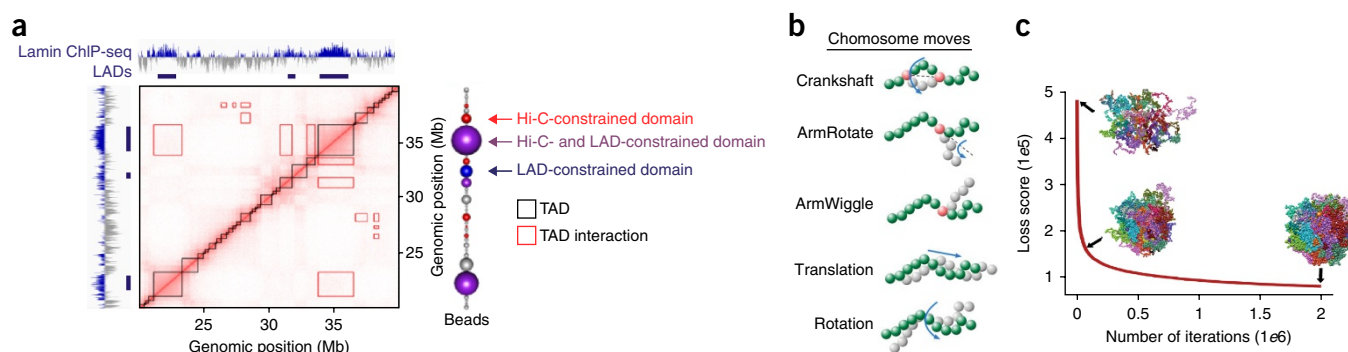 a
Lamin ChIP-seq
LADs
35
30
25
Genomic position (Mb)
25
30
35
Genomic position (Mb)
Beads
Hi-C-constrained domain
Hi-C- and LAD-constrained domain
LAD-constrained domain
TAD
TAD interaction
b
Chromosome moves
Crankshaft
ArmRotate
ArmWiggle
Translation
Rotation
c
5
4
3
2
1
Loss score (1e5)
0
0.5
1
1.5
2
Number of iterations (1e6)